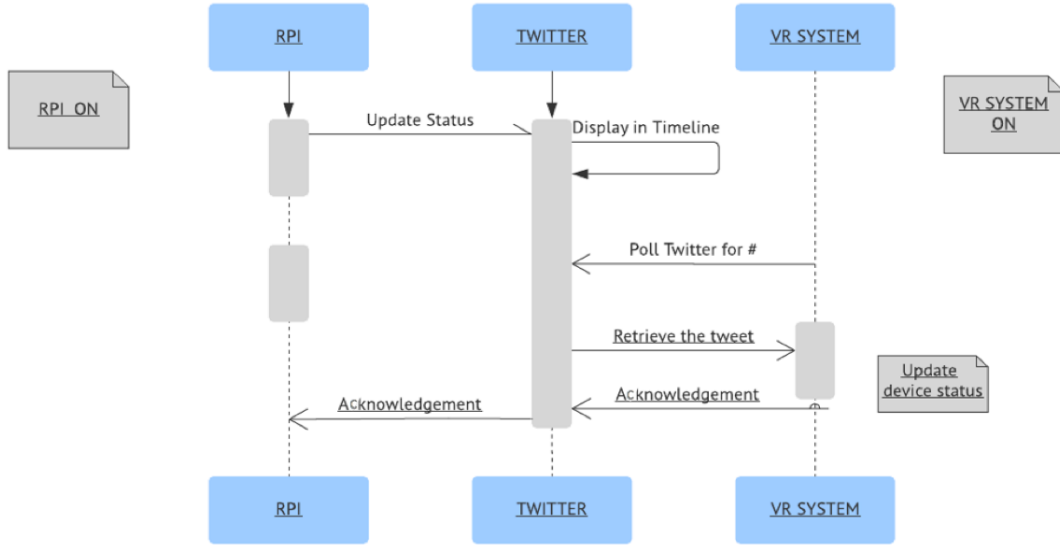 RPI
TWITTER
VR SYSTEM
RPI ON
VR SYSTEM
ON
Update Status
Display in Timeline
Poll Twitter for #
Retrieve the tweet
Update
device status
Acknowledgement
Acknowledgement
RPI
TWITTER
VR SYSTEM